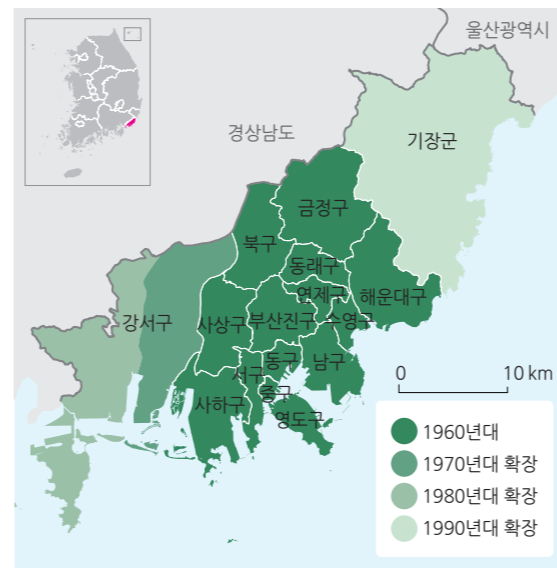 울산광역시
경상남도
기장군
금정구
북구
동래구
연제구
해운대구
강서구
사상구
부산진구
수영구
동구
남구
서구
중구
사하구
영도구
0 10 km
1960년대
1970년대 확장
1980년대 확장
1990년대 확장